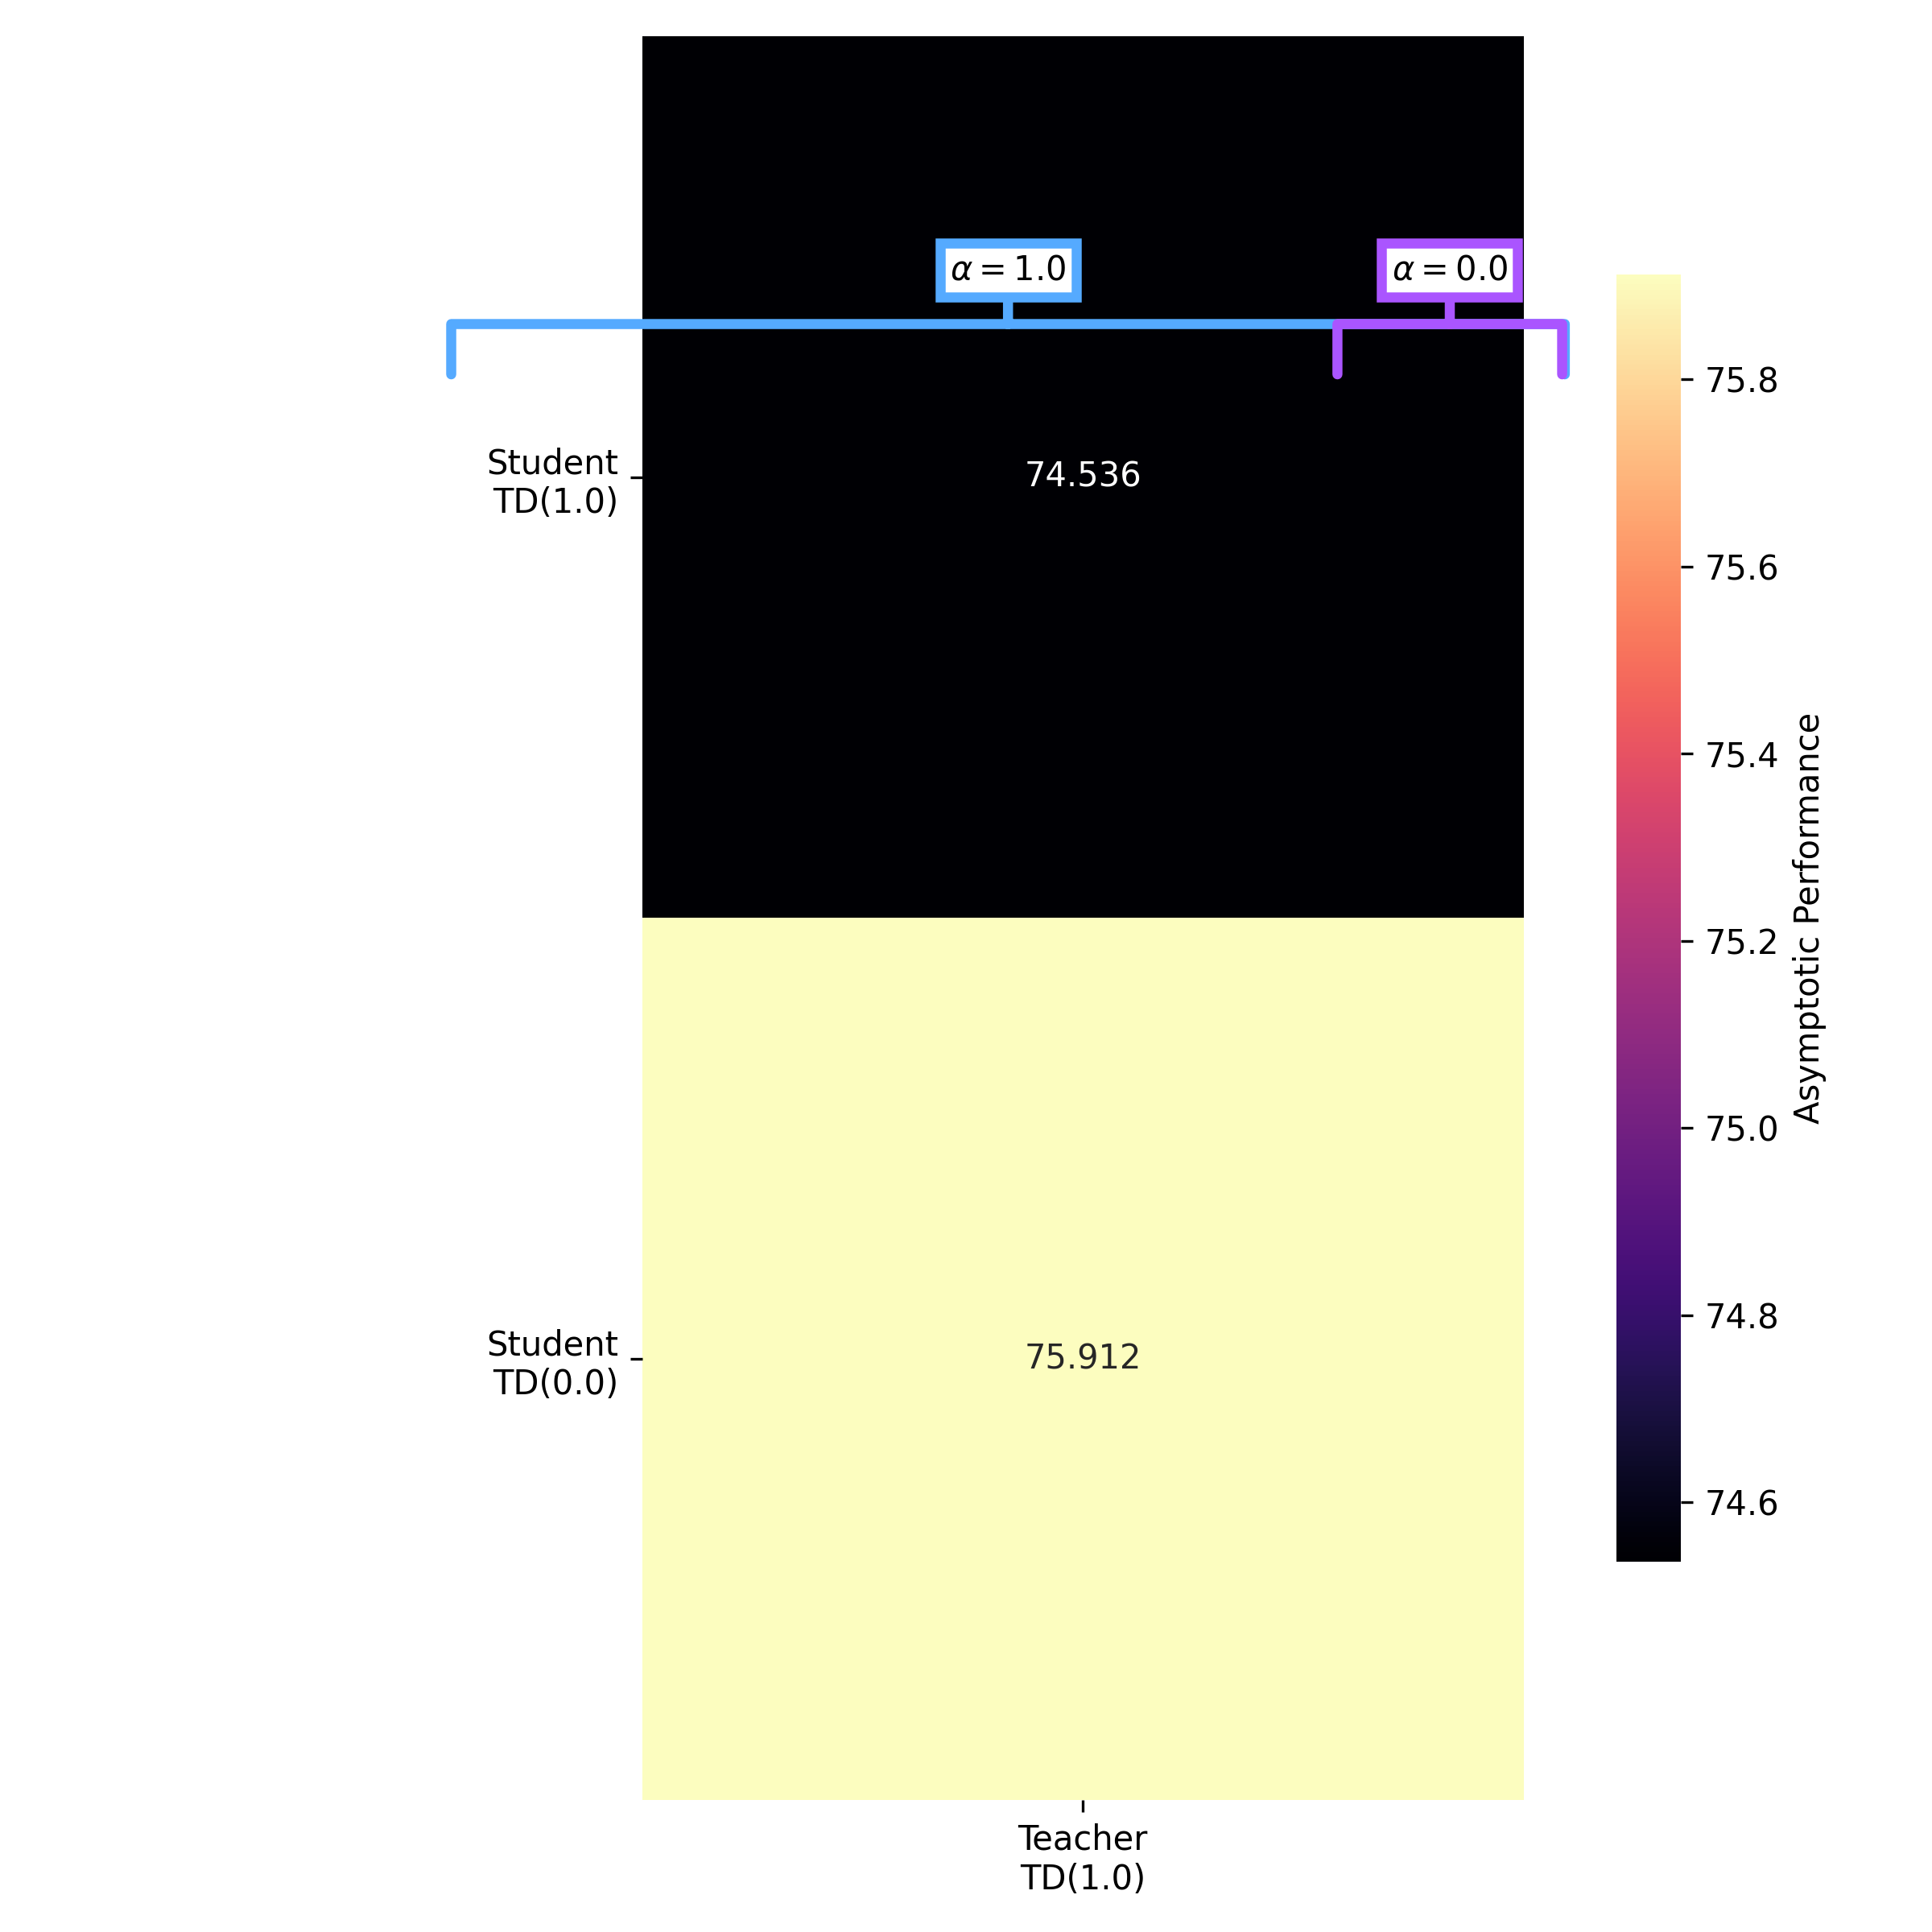 α = 1.0
α = 0.0
Student
TD(1.0)
74.536
Student
TD(0.0)
75.912
Teacher
TD(1.0)
75.8
75.6
75.4
75.2
75.0
74.8
74.6
Asymptotic Performance